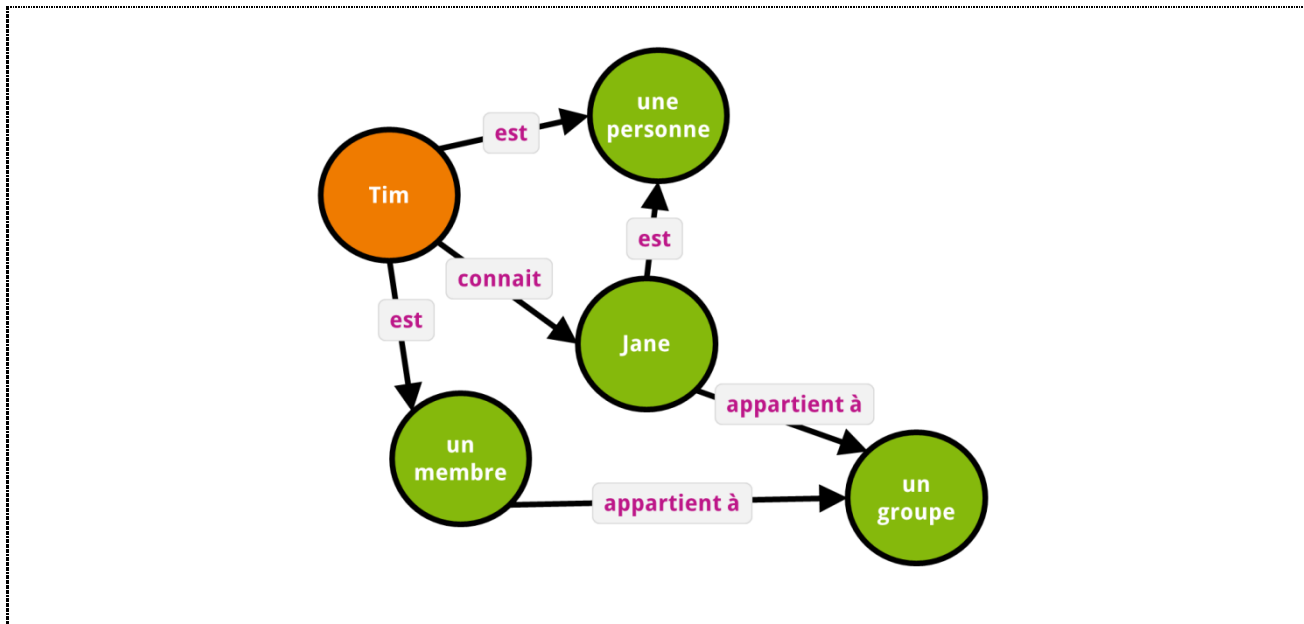 une
personne
est
Tim
est
connait
est
Jane
appartient à
un
membre
un
groupe
appartient à